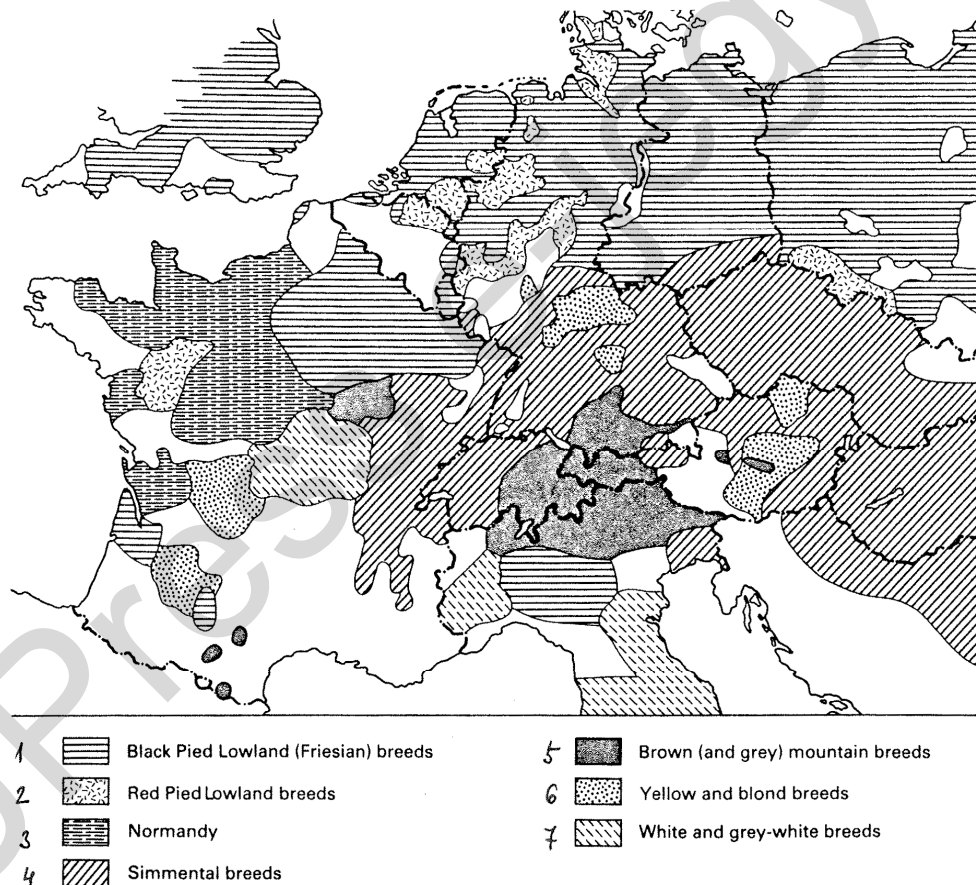 1 Black Pied Lowland (Friesian) breeds
2 Red Pied Lowland breeds
3 Normandy
4 Simmental breeds
5 Brown (and grey) mountain breeds
6 Yellow and blond breeds
7 White and grey-white breeds